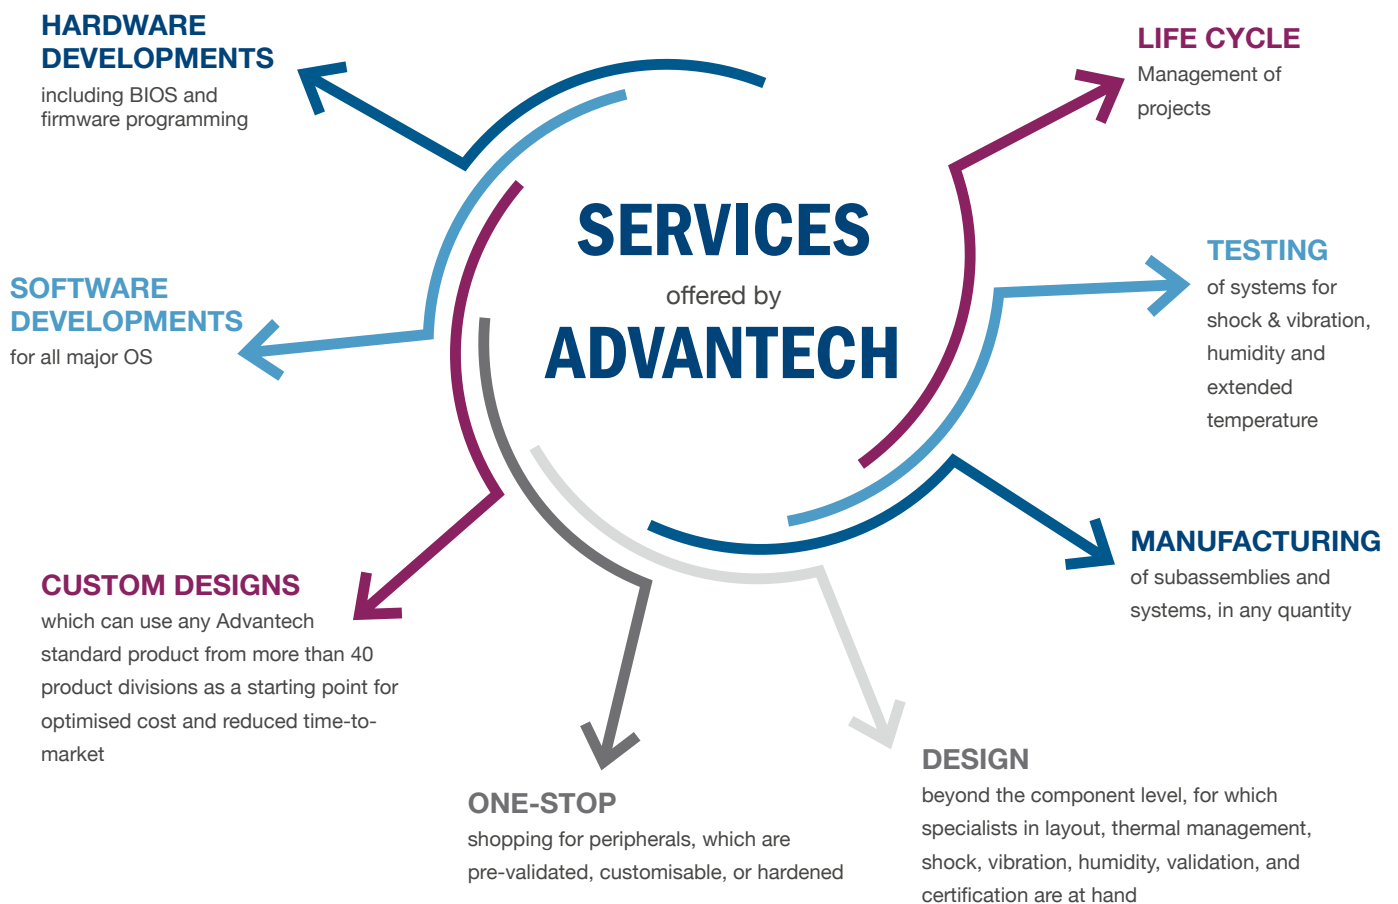 HARDWARE
DEVELOPMENTS
including BIOS and
firmware programming
SOFTWARE
DEVELOPMENTS
for all major OS
CUSTOM DESIGNS
which can use any Advantech
standard product from more than 40
product divisions as a starting point for
optimised cost and reduced time-to-
market
SERVICES
offered by
ADVANTECH
ONE-STOP
shopping for peripherals, which are
pre-validated, customisable, or hardened
DESIGN
beyond the component level, for which
specialists in layout, thermal management,
shock, vibration, humidity, validation, and
certification are at hand
LIFE CYCLE
Management of
projects
TESTING
of systems for
shock & vibration,
humidity and
extended
temperature
MANUFACTURING
of subassemblies and
systems, in any quantity